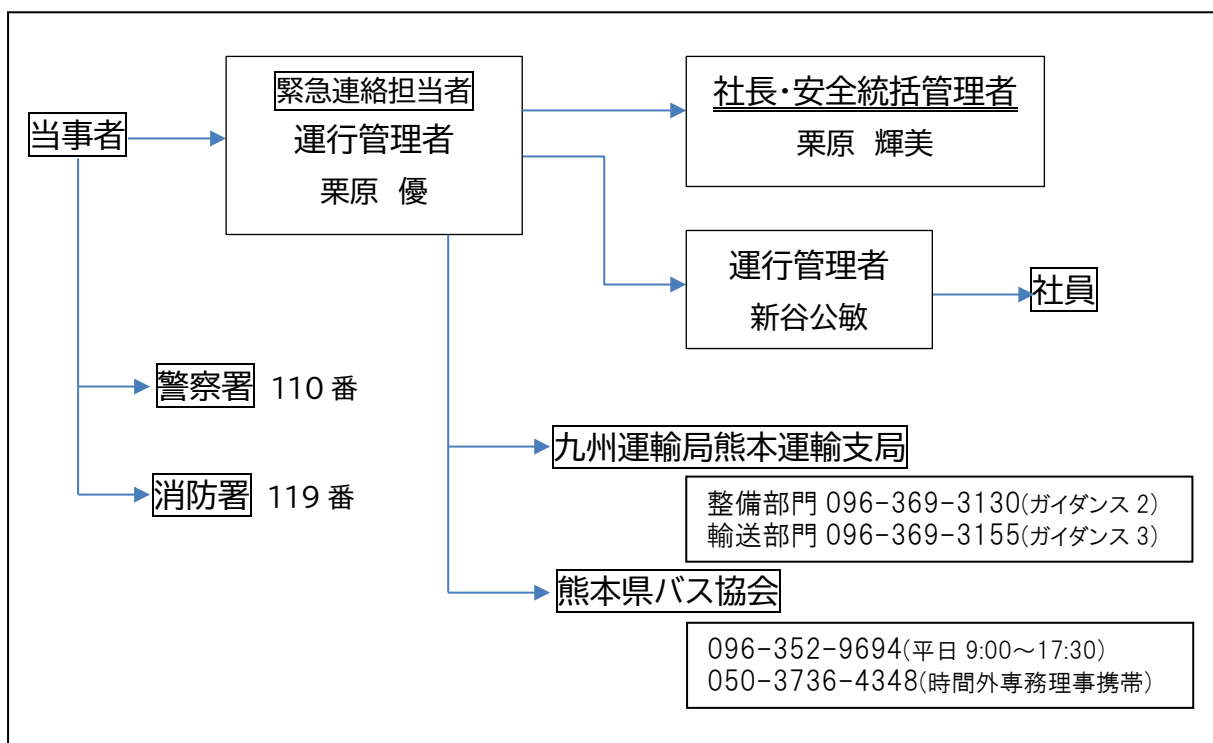 緊急連絡担当者
運行管理者
栗原 優
当事者
社長・安全統括管理者
栗原 輝美
運行管理者
新谷公敏
社員
警察署 110番
消防署 119番
九州運輸局熊本運輸支局
整備部門 096-369-3130(ガイダンス2)
輸送部門 096-369-3155(ガイダンス3)
熊本県バス協会
096-352-9694(平日 9:00～17:30)
050-3736-4348(時間外専務理事携帯)